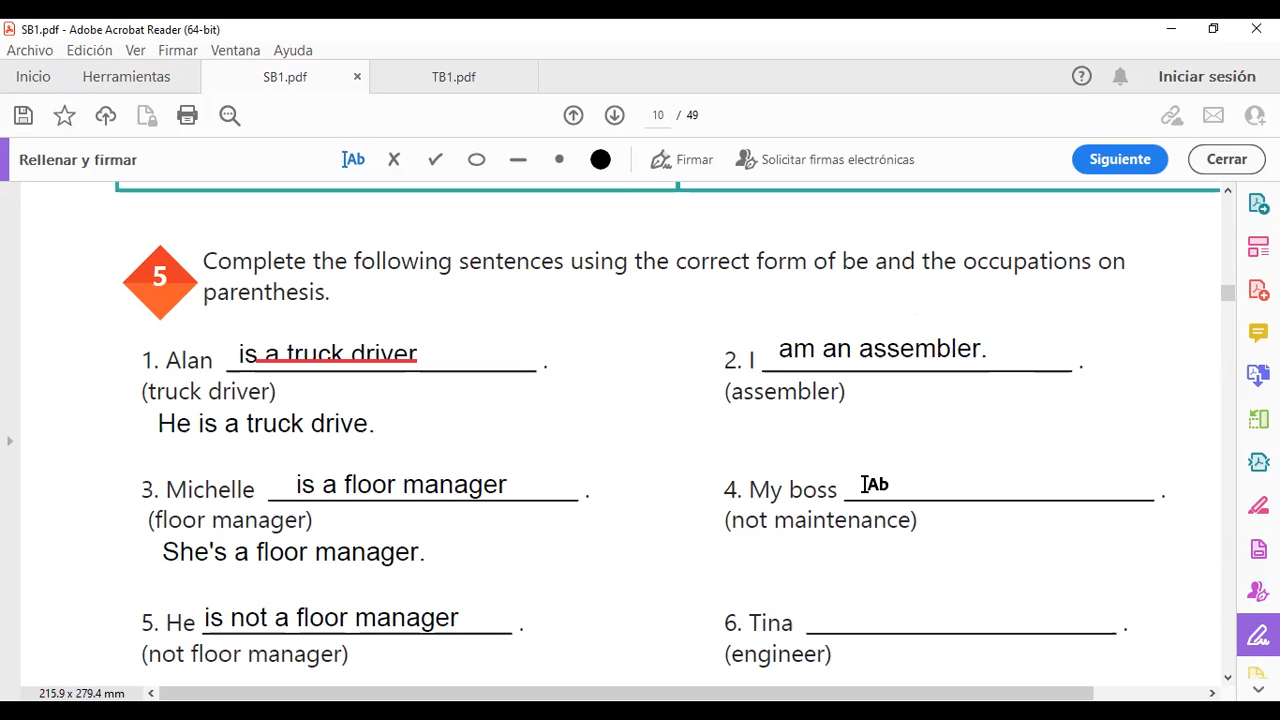 SB1.pdf - Adobe Acrobat Reader (64-bit)
Archivo Edición Ver Firmar Ventana Ayuda
Inicio Herramientas SB1.pdf × TB1.pdf Iniciar sesión
10 / 49
Rellenar y firmar Ab Firmar Solicitar firmas electrónicas Siguiente Cerrar
5 Complete the following sentences using the correct form of be and the occupations on
parenthesis.
1. Alan is a truck driver .
(truck driver)
He is a truck drive.
2. I am an assembler. .
(assembler)
3. Michelle is a floor manager .
(floor manager)
She's a floor manager.
4. My boss Ab .
(not maintenance)
5. He is not a floor manager .
(not floor manager)
6. Tina .
(engineer)
215.9 x 279.4 mm